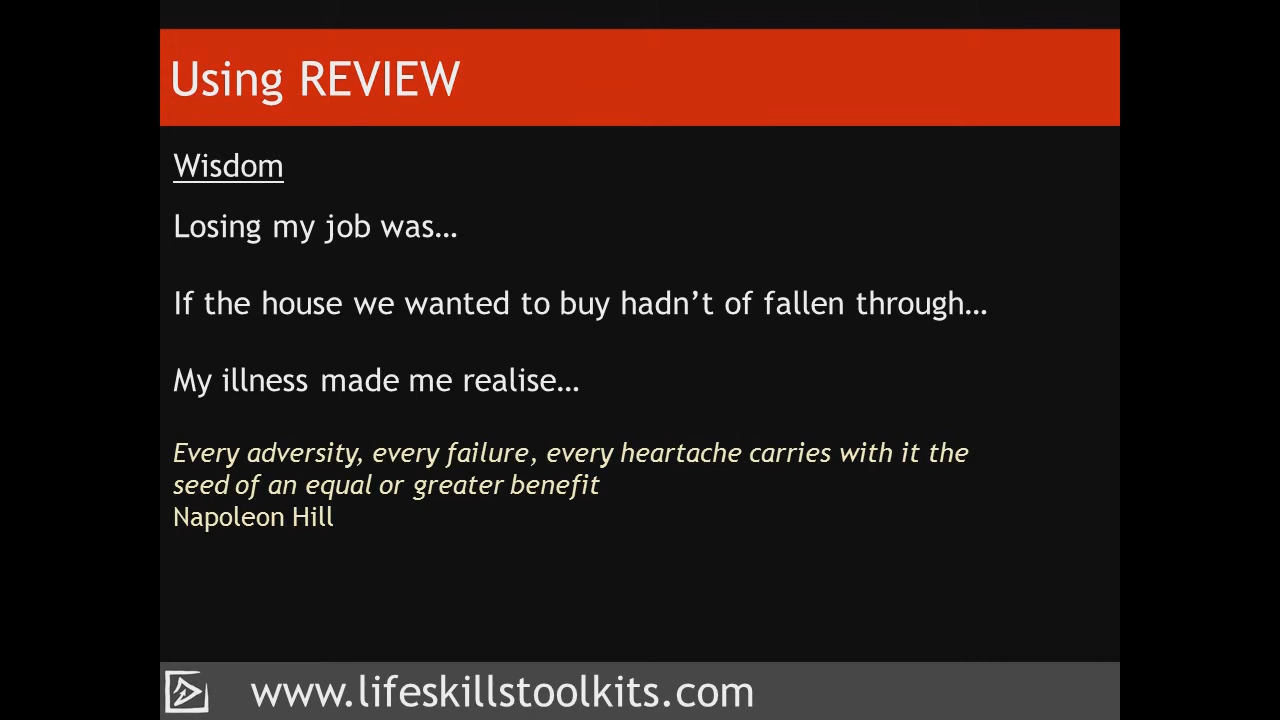 Using REVIEW
Wisdom
Losing my job was…
If the house we wanted to buy hadn’t of fallen through…
My illness made me realise…
Every adversity, every failure, every heartache carries with it the
seed of an equal or greater benefit
Napoleon Hill
www.lifeskillstoolkits.com